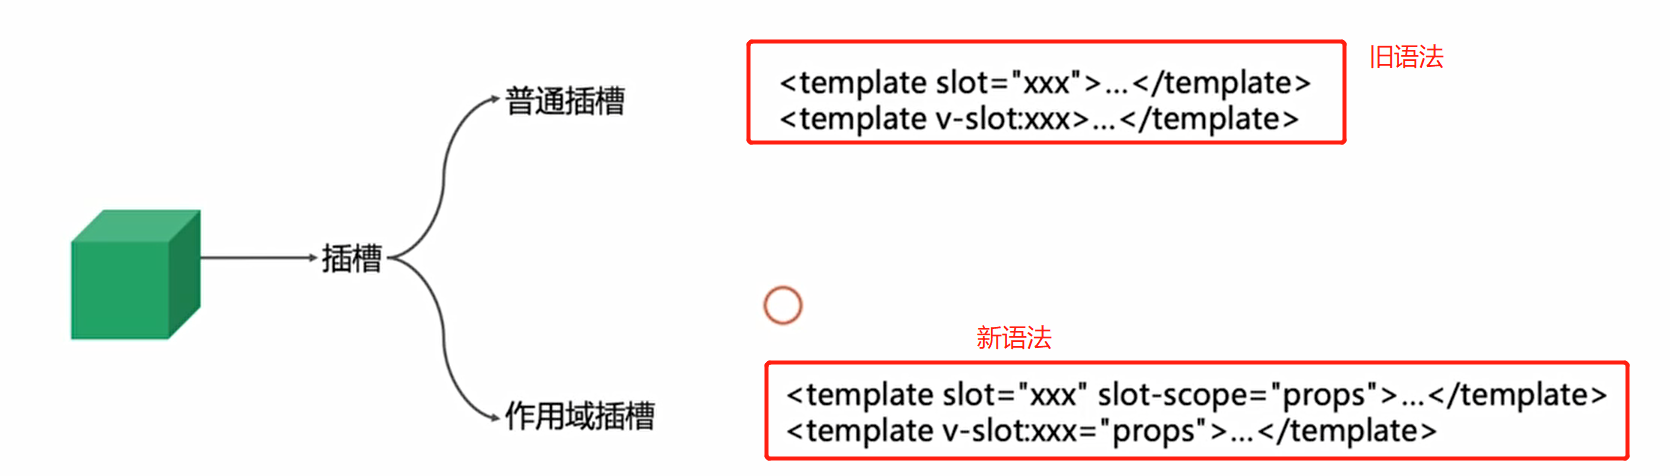 普通插槽
<template slot="xxx">...</template>
<template v-slot:xxx>...</template>
旧语法
插槽
新语法
作用域插槽
<template slot="xxx" slot-scope="props">...</template>
<template v-slot:xxx="props">...</template>